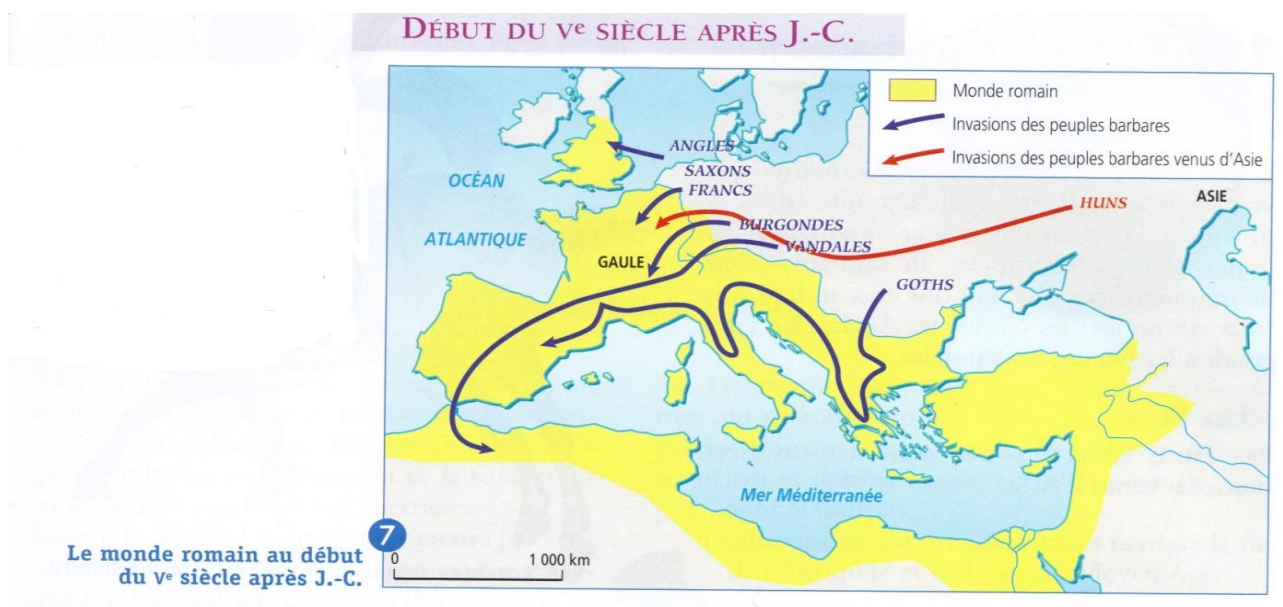 DÉBUT DU Vᵉ SIÈCLE APRÈS J.-C.
Monde romain
Invasions des peuples barbares
Invasions des peuples barbares venus d'Asie
ANGLES
SAXONS
FRANCS
OCÉAN
ATLANTIQUE
HUNS
ASIE
BURGONDES
VANDALES
GAULE
GOTHS
Mer Méditerranée
7
0
1 000 km
Le monde romain au début
du Vᵉ siècle après J.-C.